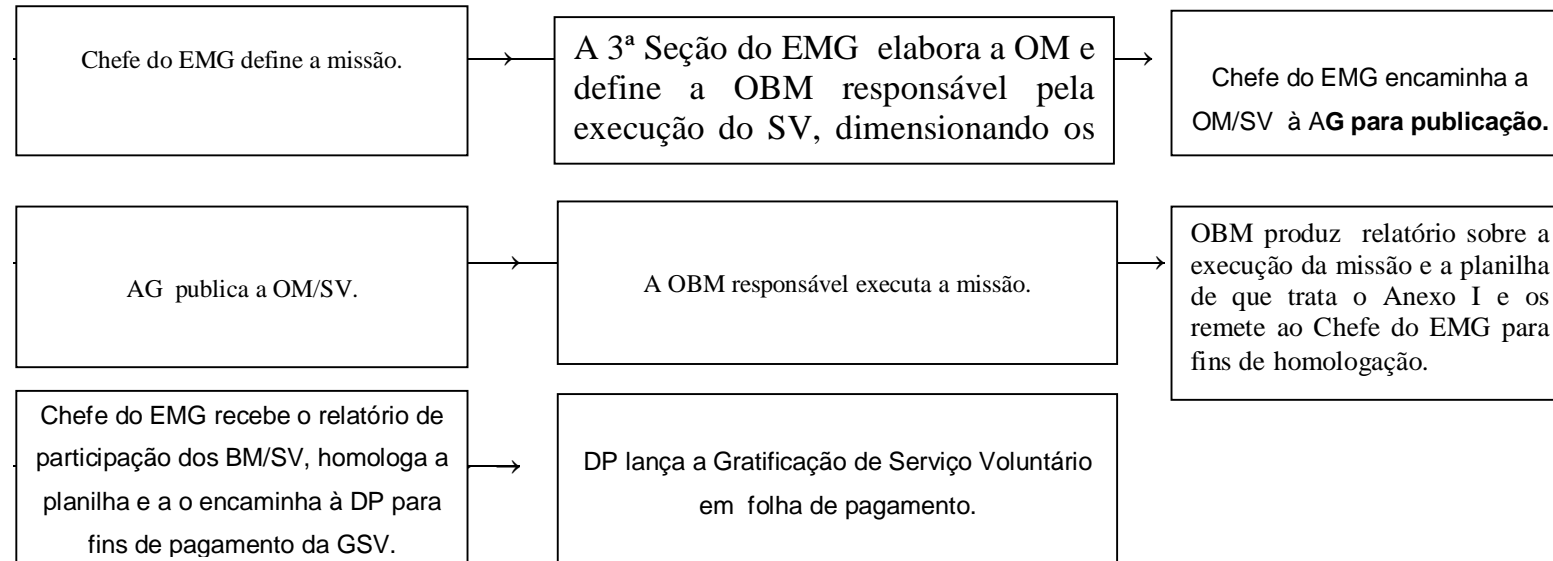 Chefe do EMG define a missão.
A 3ª Seção do EMG elabora a OM e
define a OBM responsável pela
execução do SV, dimensionando os
Chefe do EMG encaminha a
OM/SV à AG para publicação.
AG publica a OM/SV.
A OBM responsável executa a missão.
OBM produz relatório sobre a
execução da missão e a planilha
de que trata o Anexo I e os
remete ao Chefe do EMG para
fins de homologação.
Chefe do EMG recebe o relatório de
participação dos BM/SV, homologa a
planilha e a o encaminha à DP para
fins de pagamento da GSV.
DP lança a Gratificação de Serviço Voluntário
em folha de pagamento.